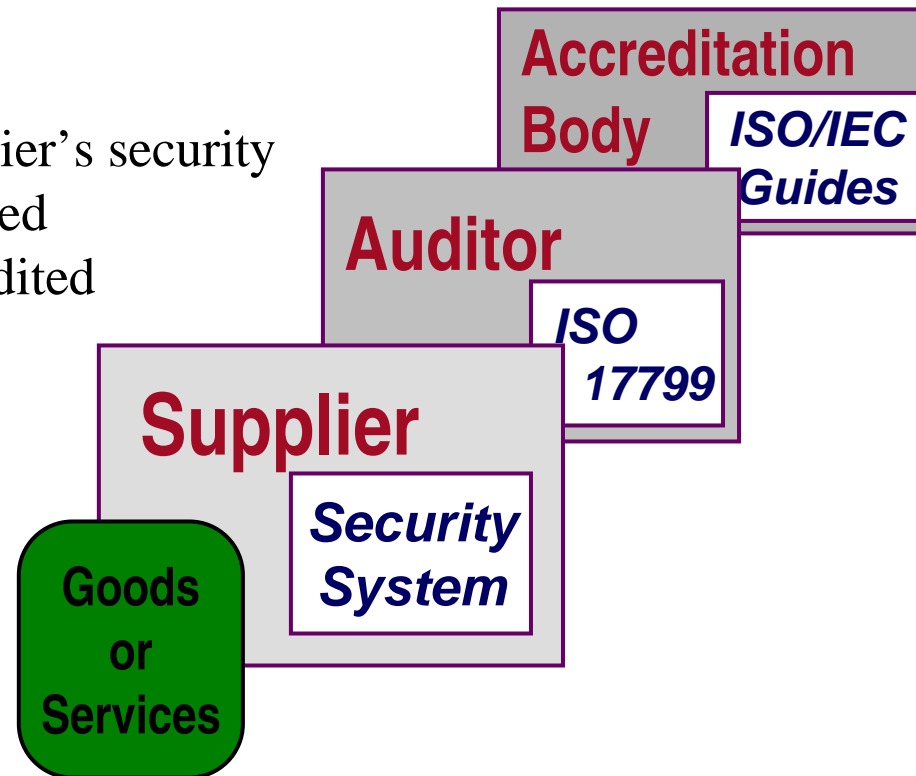 Accreditation
Body
ISO/IEC
Guides
ier’s security
ed
dited
Auditor
ISO
17799
Supplier
Security
System
Goods
or
Services